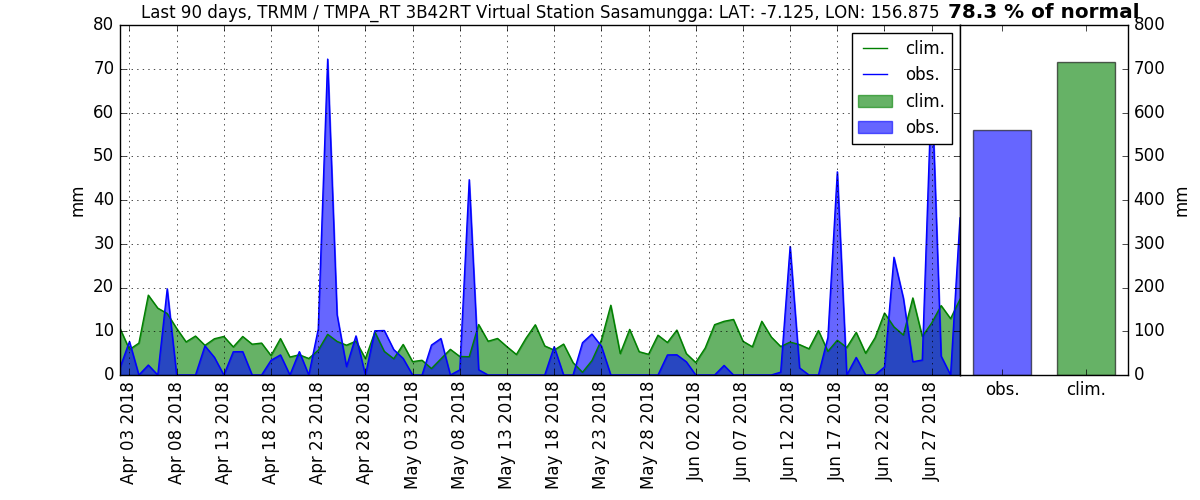 Last 90 days, TRMM / TMPA_RT 3B42RT Virtual Station Sasamungga: LAT: -7.125, LON: 156.875
78.3 % of normal
mm
80
70
60
50
40
30
20
10
0
clim.
obs.
clim.
obs.
Apr 03 2018
Apr 08 2018
Apr 13 2018
Apr 18 2018
Apr 23 2018
Apr 28 2018
May 03 2018
May 08 2018
May 13 2018
May 18 2018
May 23 2018
May 28 2018
Jun 02 2018
Jun 07 2018
Jun 12 2018
Jun 17 2018
Jun 22 2018
Jun 27 2018
800
700
600
500
400
300
200
100
0
mm
obs.
clim.